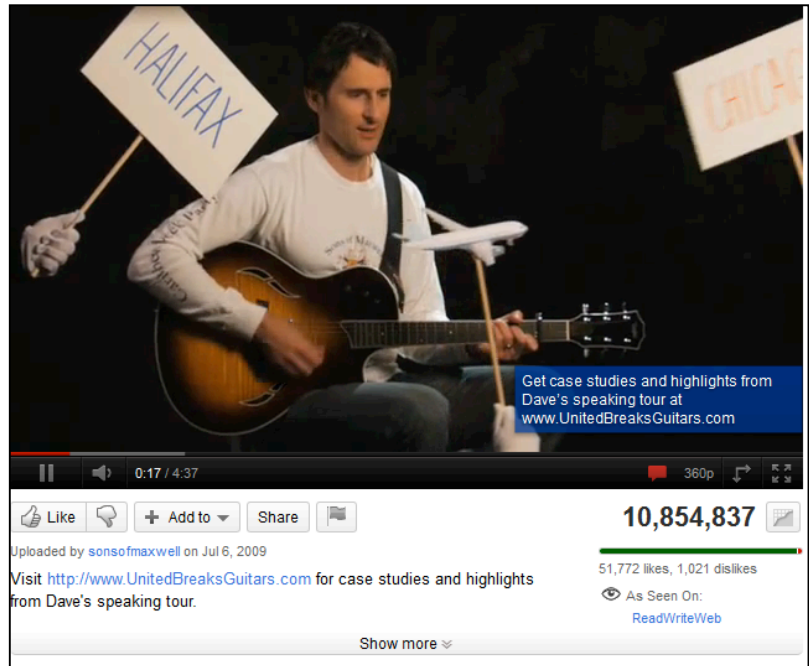 HALIFAX
CHICAG
Get case studies and highlights from
Dave's speaking tour at
www.UnitedBreaksGuitars.com
0:17 / 4:37
360p
Like
Add to
Share
10,854,837
Uploaded by sonsofmaxwell on Jul 6, 2009
51,772 likes, 1,021 dislikes
Visit http://www.UnitedBreaksGuitars.com for case studies and highlights
from Dave's speaking tour.
As Seen On:
ReadWriteWeb
Show more